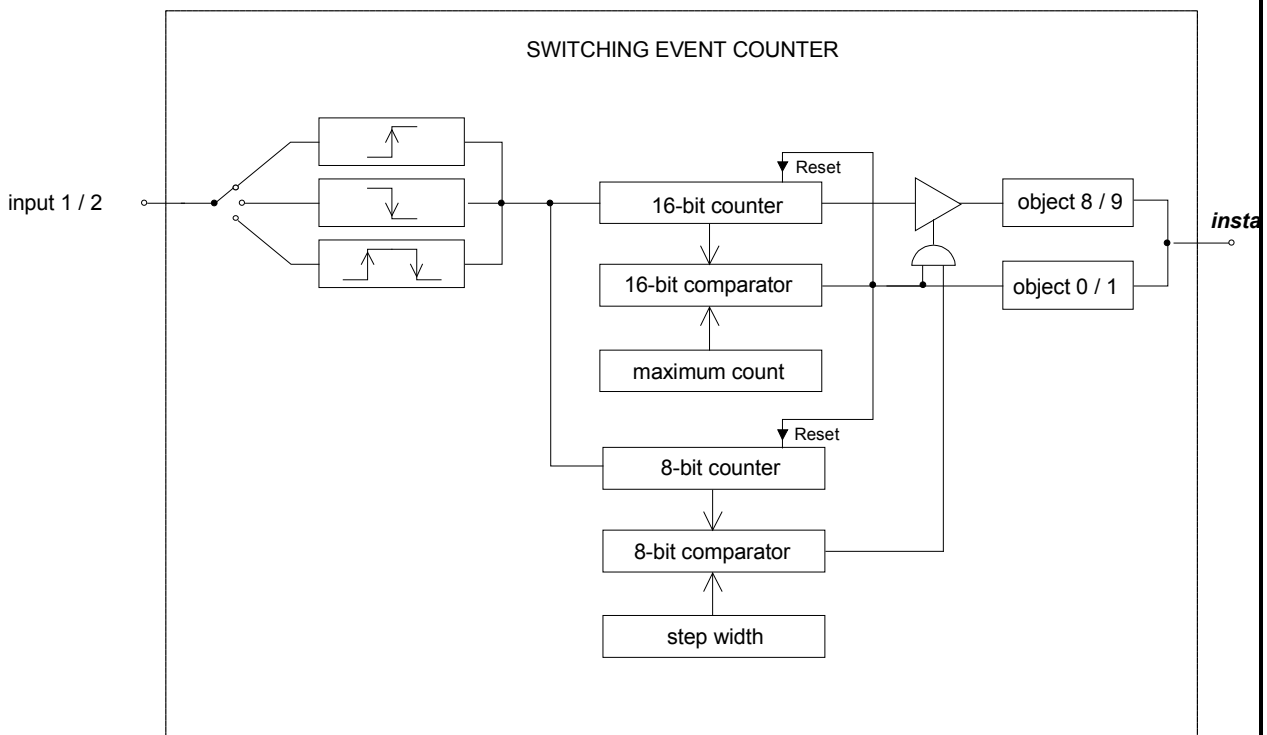 SWITCHING EVENT COUNTER
input 1 / 2
Reset
16-bit counter
object 8 / 9
insta
16-bit comparator
object 0 / 1
maximum count
Reset
8-bit counter
8-bit comparator
step width